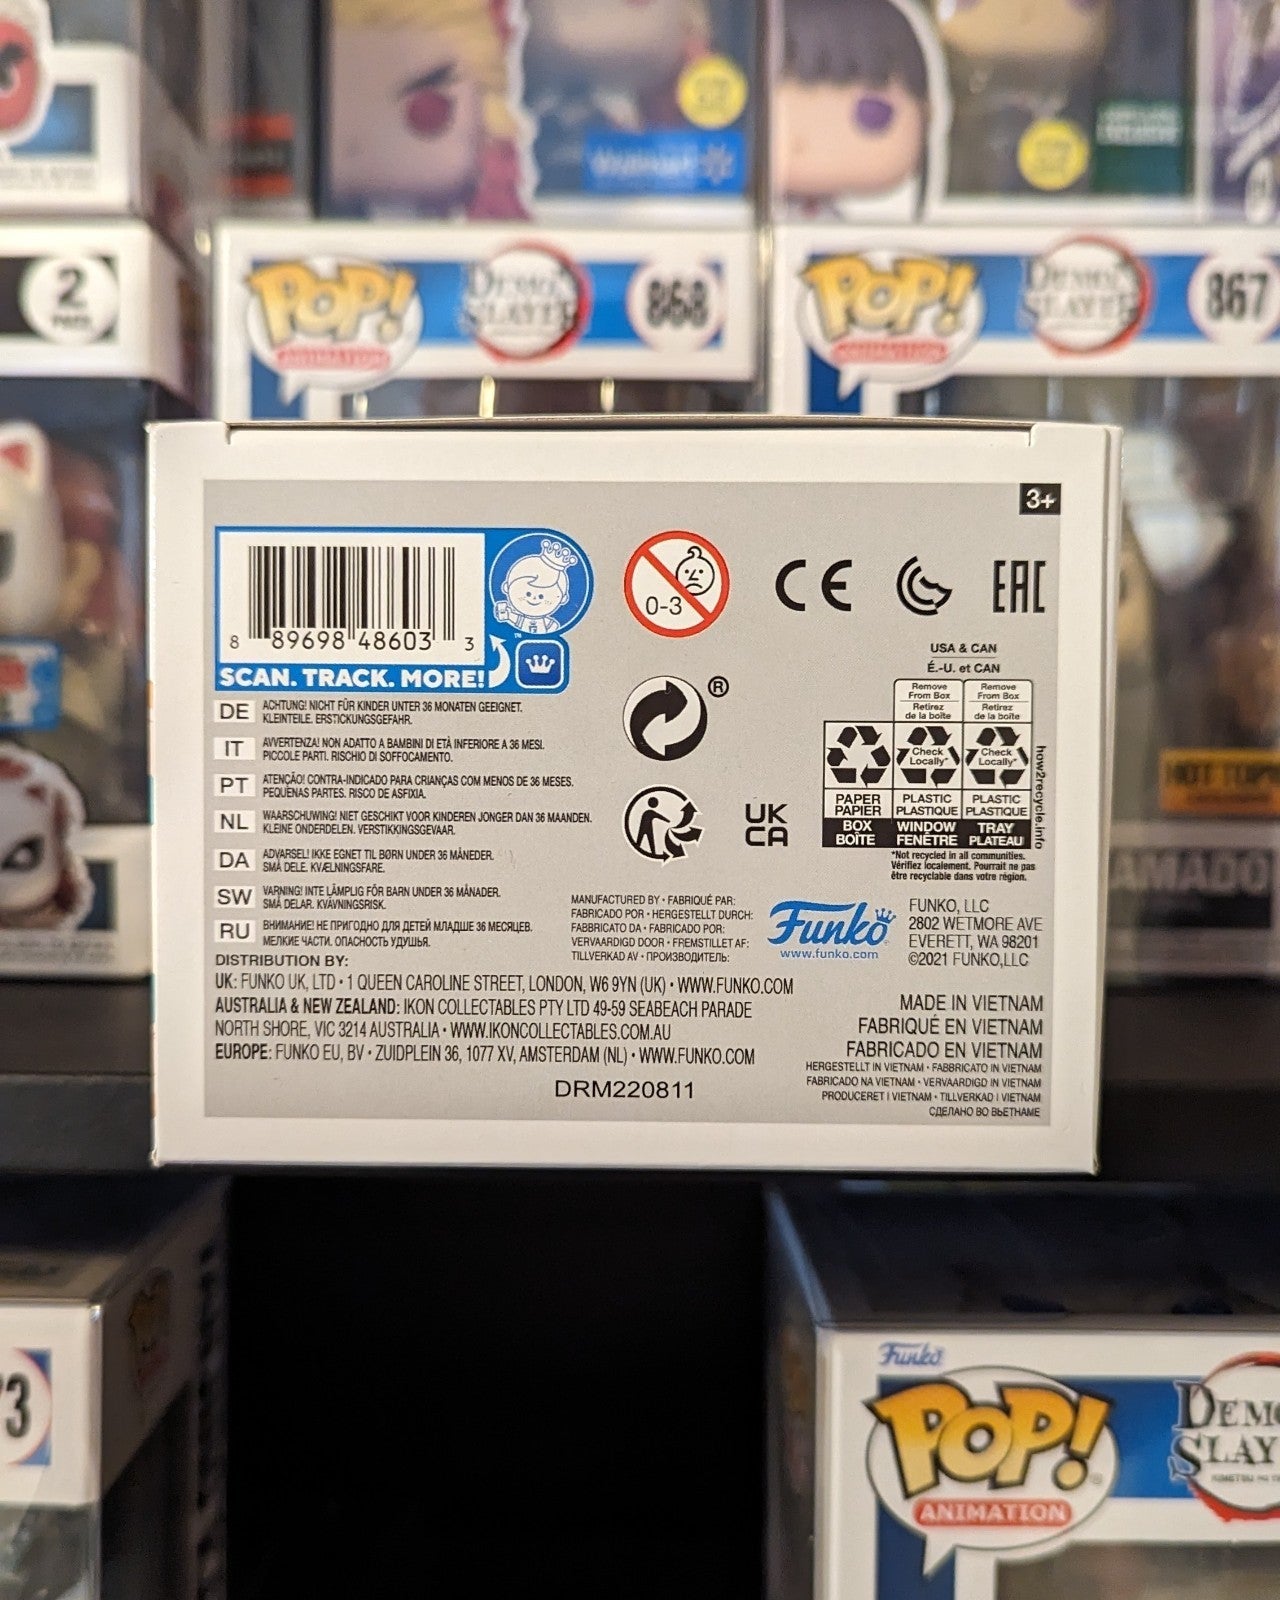 Walmart
2
POP!
ANIMATION
DEMON
SLAYER
868
POP!
ANIMATION
DEMON
SLAYER
867
3+
8 89698 48603 3
SCAN. TRACK. MORE!
™
0-3
CE
EAC
USA & CAN
É.-U. et CAN
Remove
From Box
Retirez
de la boîte
Remove
From Box
Retirez
de la boîte
Check
Locally*
Check
Locally*
PAPER
PAPIER
BOX
BOÎTE
PLASTIC
PLASTIQUE
WINDOW
FENÊTRE
PLASTIC
PLASTIQUE
TRAY
PLATEAU
how2recycle.info
*Not recycled in all communities.
Vérifiez localement. Pourrait ne pas
être recyclable dans votre région.
®
UK
CA
DE ACHTUNG! NICHT FÜR KINDER UNTER 36 MONATEN GEEIGNET.
KLEINTEILE. ERSTICKUNGSGEFAHR.
IT AVVERTENZA! NON ADATTO A BAMBINI DI ETÀ INFERIORE A 36 MESI.
PICCOLE PARTI. RISCHIO DI SOFFOCAMENTO.
PT ATENÇÃO! CONTRA-INDICADO PARA CRIANÇAS COM MENOS DE 36 MESES.
PEQUENAS PARTES. RISCO DE ASFIXIA.
NL WAARSCHUWING! NIET GESCHIKT VOOR KINDEREN JONGER DAN 36 MAANDEN.
KLEINE ONDERDELEN. VERSTIKKINGSGEVAAR.
DA ADVARSEL! IKKE EGNET TIL BØRN UNDER 36 MÅNEDER.
SMÅ DELE. KVÆLNINGSFARE.
SW VARNING! INTE LÄMPLIG FÖR BARN UNDER 36 MÅNADER.
SMÅ DELAR. KVÄVNINGSRISK.
RU ВНИМАНИЕ! НЕ ПРИГОДНО ДЛЯ ДЕТЕЙ МЛАДШЕ 36 МЕСЯЦЕВ.
МЕЛКИЕ ЧАСТИ. ОПАСНОСТЬ УДУШЬЯ.
MANUFACTURED BY • FABRIQUÉ PAR:
FABRICADO POR • HERGESTELLT DURCH:
FABBRICATO DA • FABRICADO POR:
VERVAARDIGD DOOR • FREMSTILLET AF:
TILLVERKAD AV • ПРОИЗВОДИТЕЛЬ:
Funko
www.funko.com
FUNKO, LLC
2802 WETMORE AVE
EVERETT, WA 98201
©2021 FUNKO,LLC
DISTRIBUTION BY:
UK: FUNKO UK, LTD • 1 QUEEN CAROLINE STREET, LONDON, W6 9YN (UK) • WWW.FUNKO.COM
AUSTRALIA & NEW ZEALAND: IKON COLLECTABLES PTY LTD 49-59 SEABEACH PARADE
NORTH SHORE, VIC 3214 AUSTRALIA • WWW.IKONCOLLECTABLES.COM.AU
EUROPE: FUNKO EU, BV • ZUIDPLEIN 36, 1077 XV, AMSTERDAM (NL) • WWW.FUNKO.COM
DRM220811
MADE IN VIETNAM
FABRIQUÉ EN VIETNAM
FABRICADO EN VIETNAM
HERGESTELLT IN VIETNAM • FABBRICATO IN VIETNAM
FABRICADO NA VIETNAM • VERVAARDIGD IN VIETNAM
PRODUCERET I VIETNAM • TILLVERKAD I VIETNAM
СДЕЛАНО ВО ВЬЕТНАМЕ
HOT TOPIC
AMADO
73
Funko
POP!
ANIMATION
DEMO
SLAY